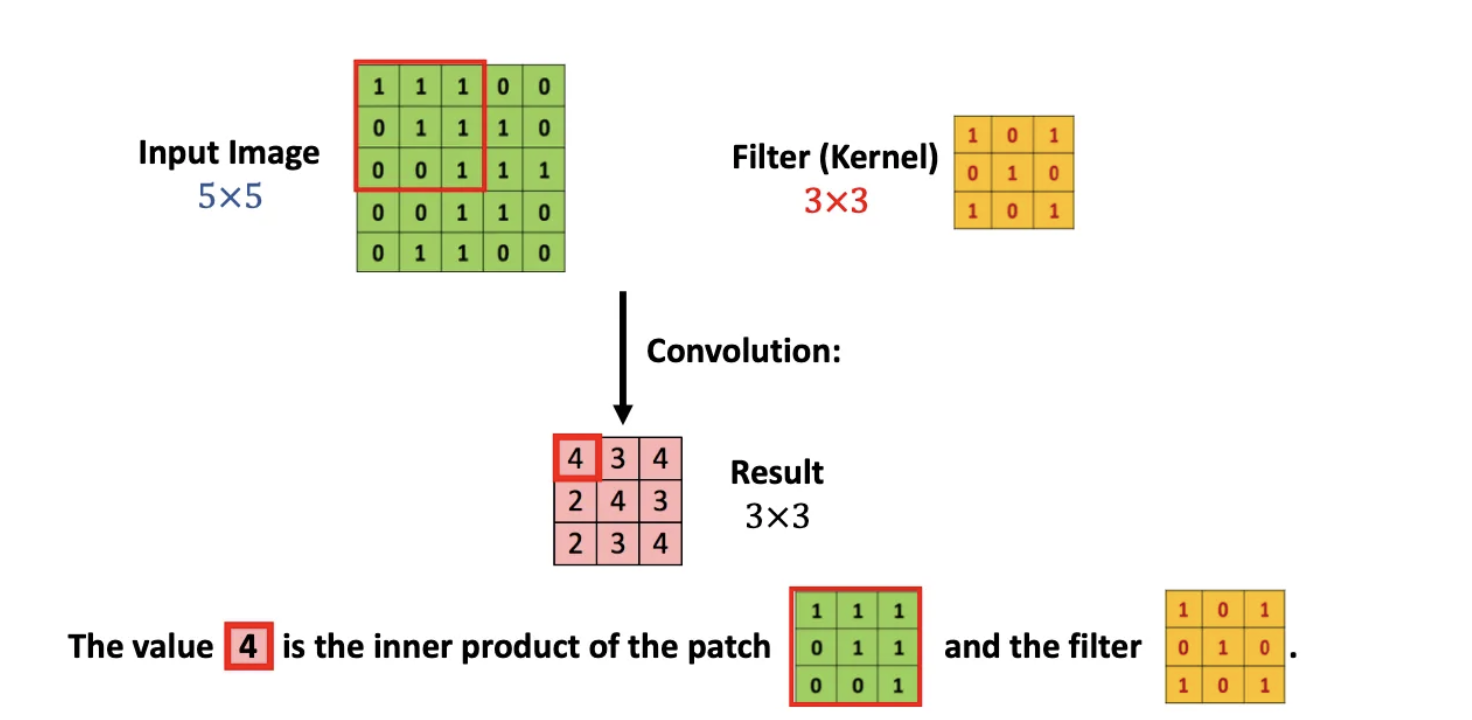 1 1 1 0 0
0 1 1 1 0
Input Image
5×5
0 0 1 1 1
0 0 1 1 0
0 1 1 0 0
Filter (Kernel)
3×3
1 0 1
0 1 0
1 0 1
Convolution:
4 3 4
2 4 3
2 3 4
Result
3×3
The value 4 is the inner product of the patch
1 1 1
0 1 1
0 0 1
and the filter
1 0 1
0 1 0
1 0 1
.